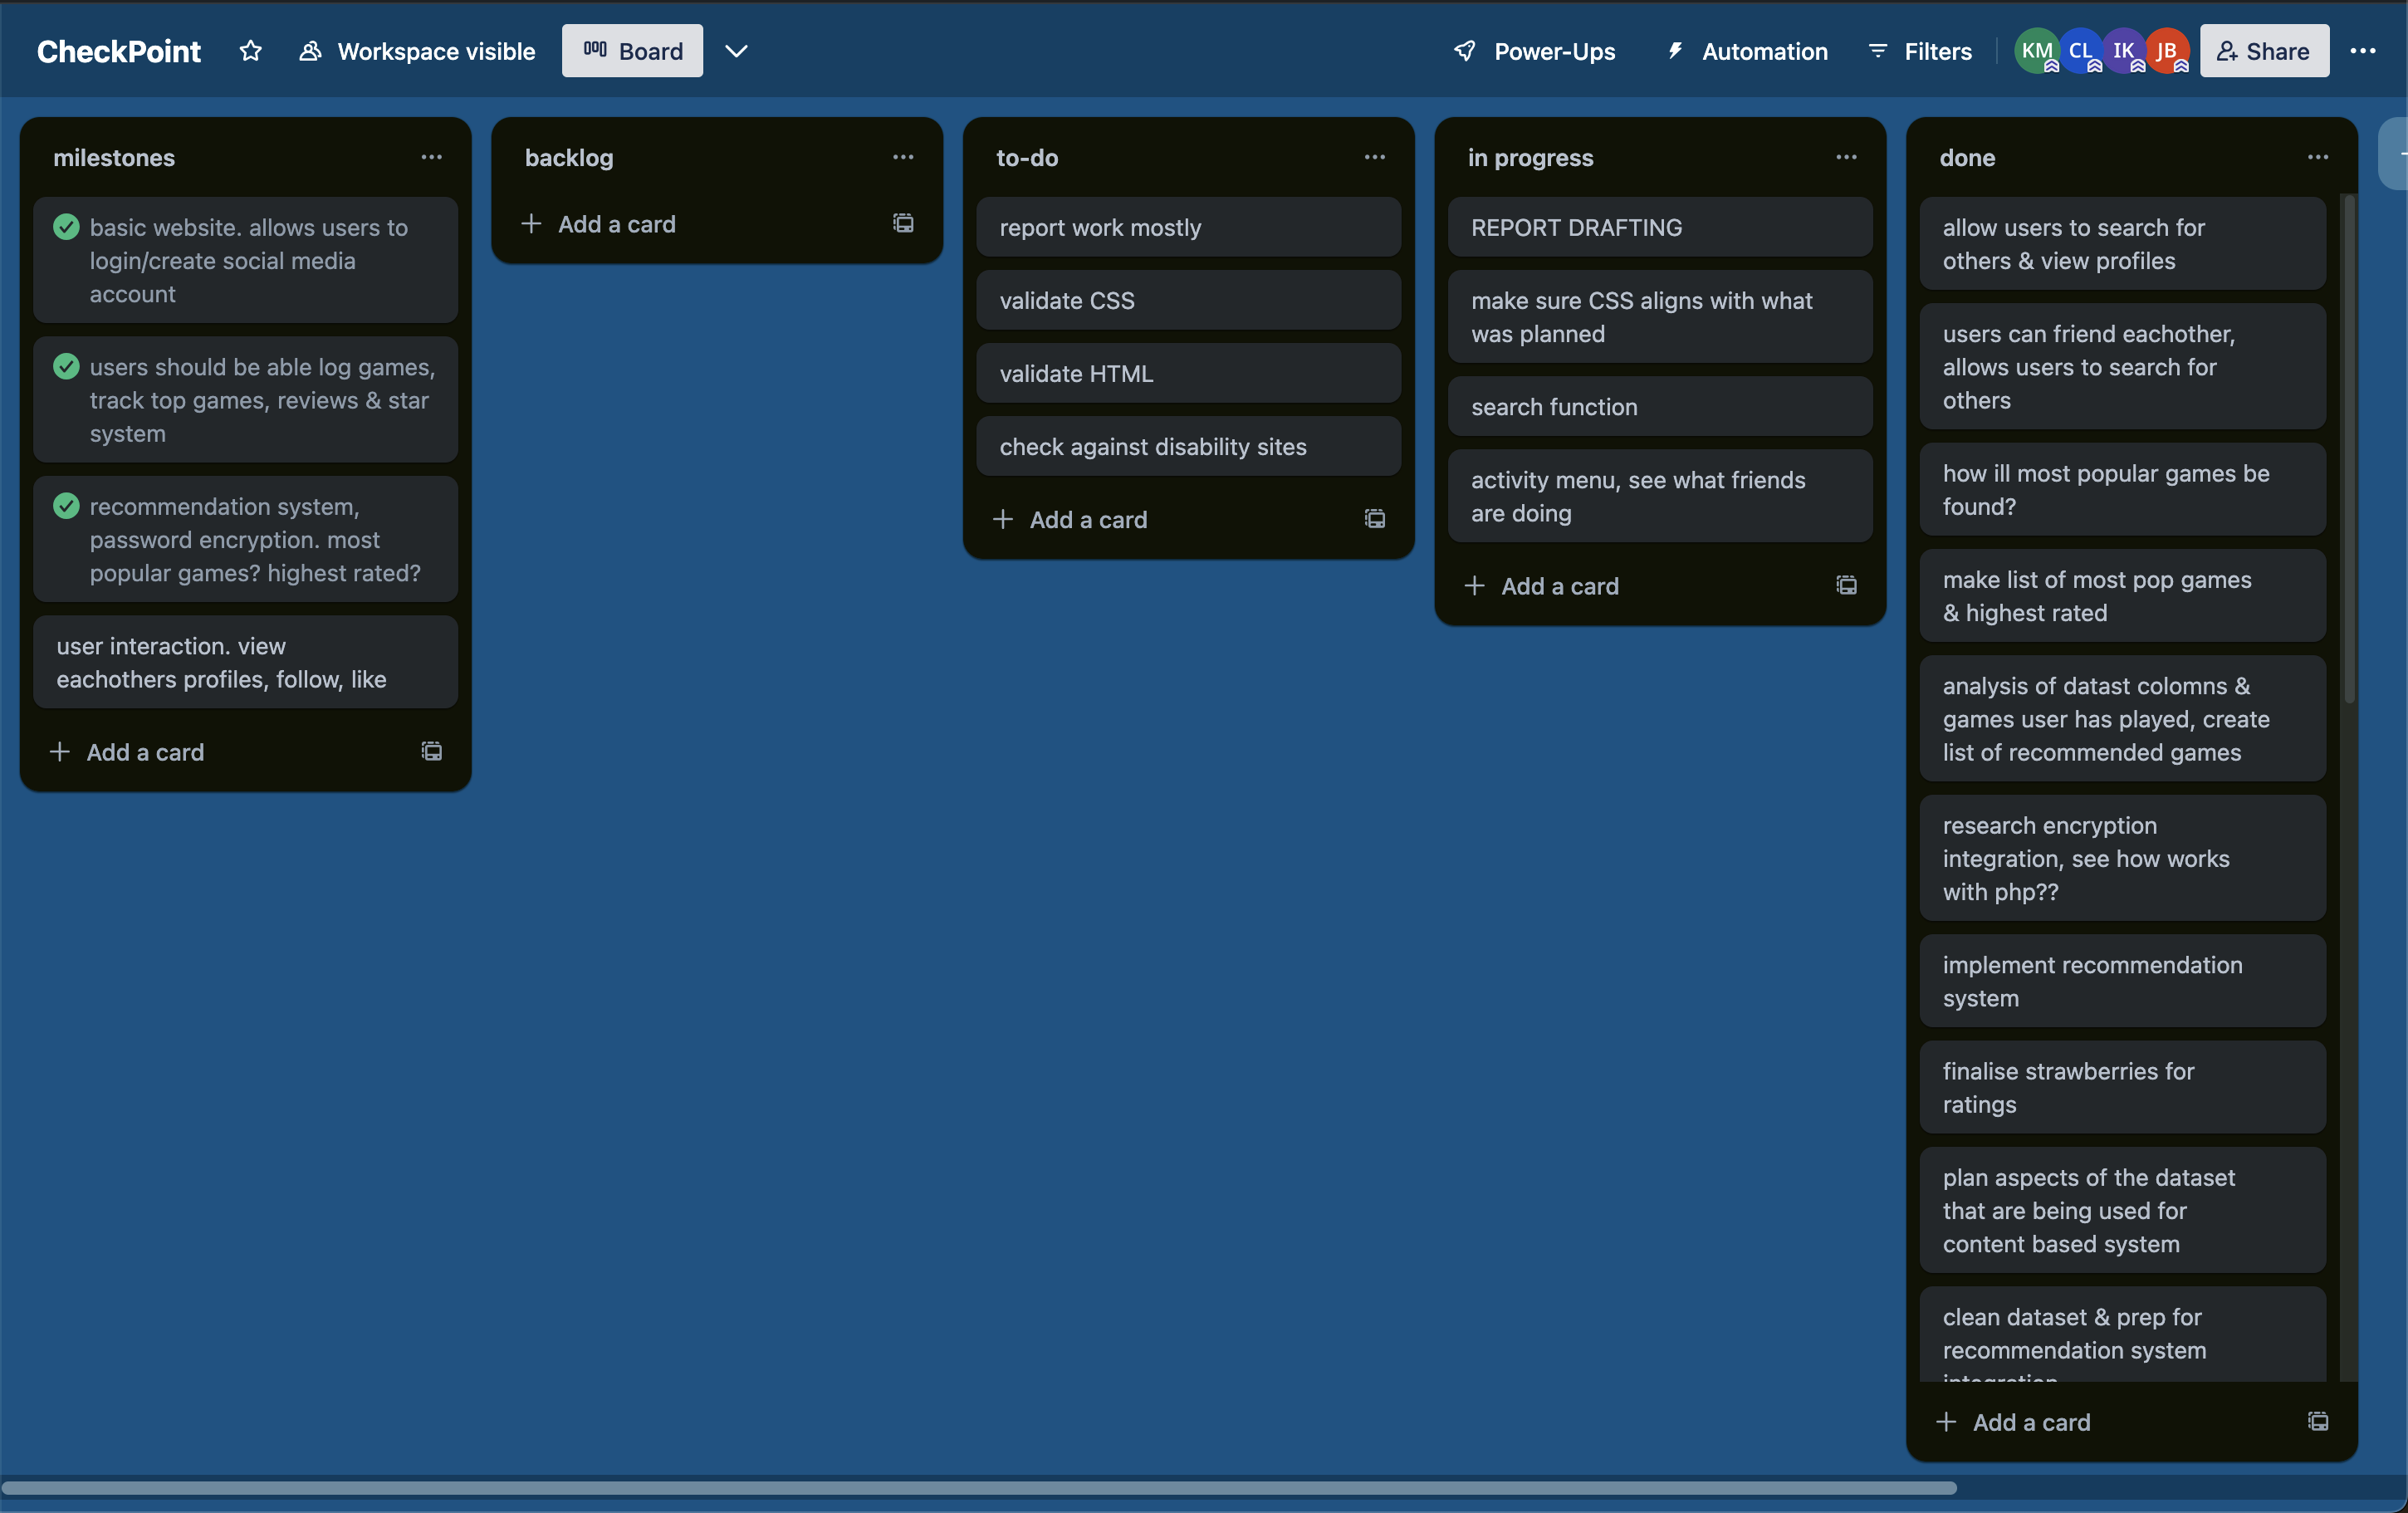 CheckPoint
Workspace visible
Board
Power-Ups
Automation
Filters
KM
CL
IK
JB
Share
milestones
basic website. allows users to
login/create social media
account
users should be able log games,
track top games, reviews & star
system
recommendation system,
password encryption. most
popular games? highest rated?
user interaction. view
eachothers profiles, follow, like
Add a card
backlog
Add a card
to-do
report work mostly
validate CSS
validate HTML
check against disability sites
Add a card
in progress
REPORT DRAFTING
make sure CSS aligns with what
was planned
search function
activity menu, see what friends
are doing
Add a card
done
allow users to search for
others & view profiles
users can friend eachother,
allows users to search for
others
how ill most popular games be
found?
make list of most pop games
& highest rated
analysis of datast colomns &
games user has played, create
list of recommended games
research encryption
integration, see how works
with php??
implement recommendation
system
finalise strawberries for
ratings
plan aspects of the dataset
that are being used for
content based system
clean dataset & prep for
recommendation system
integration
Add a card